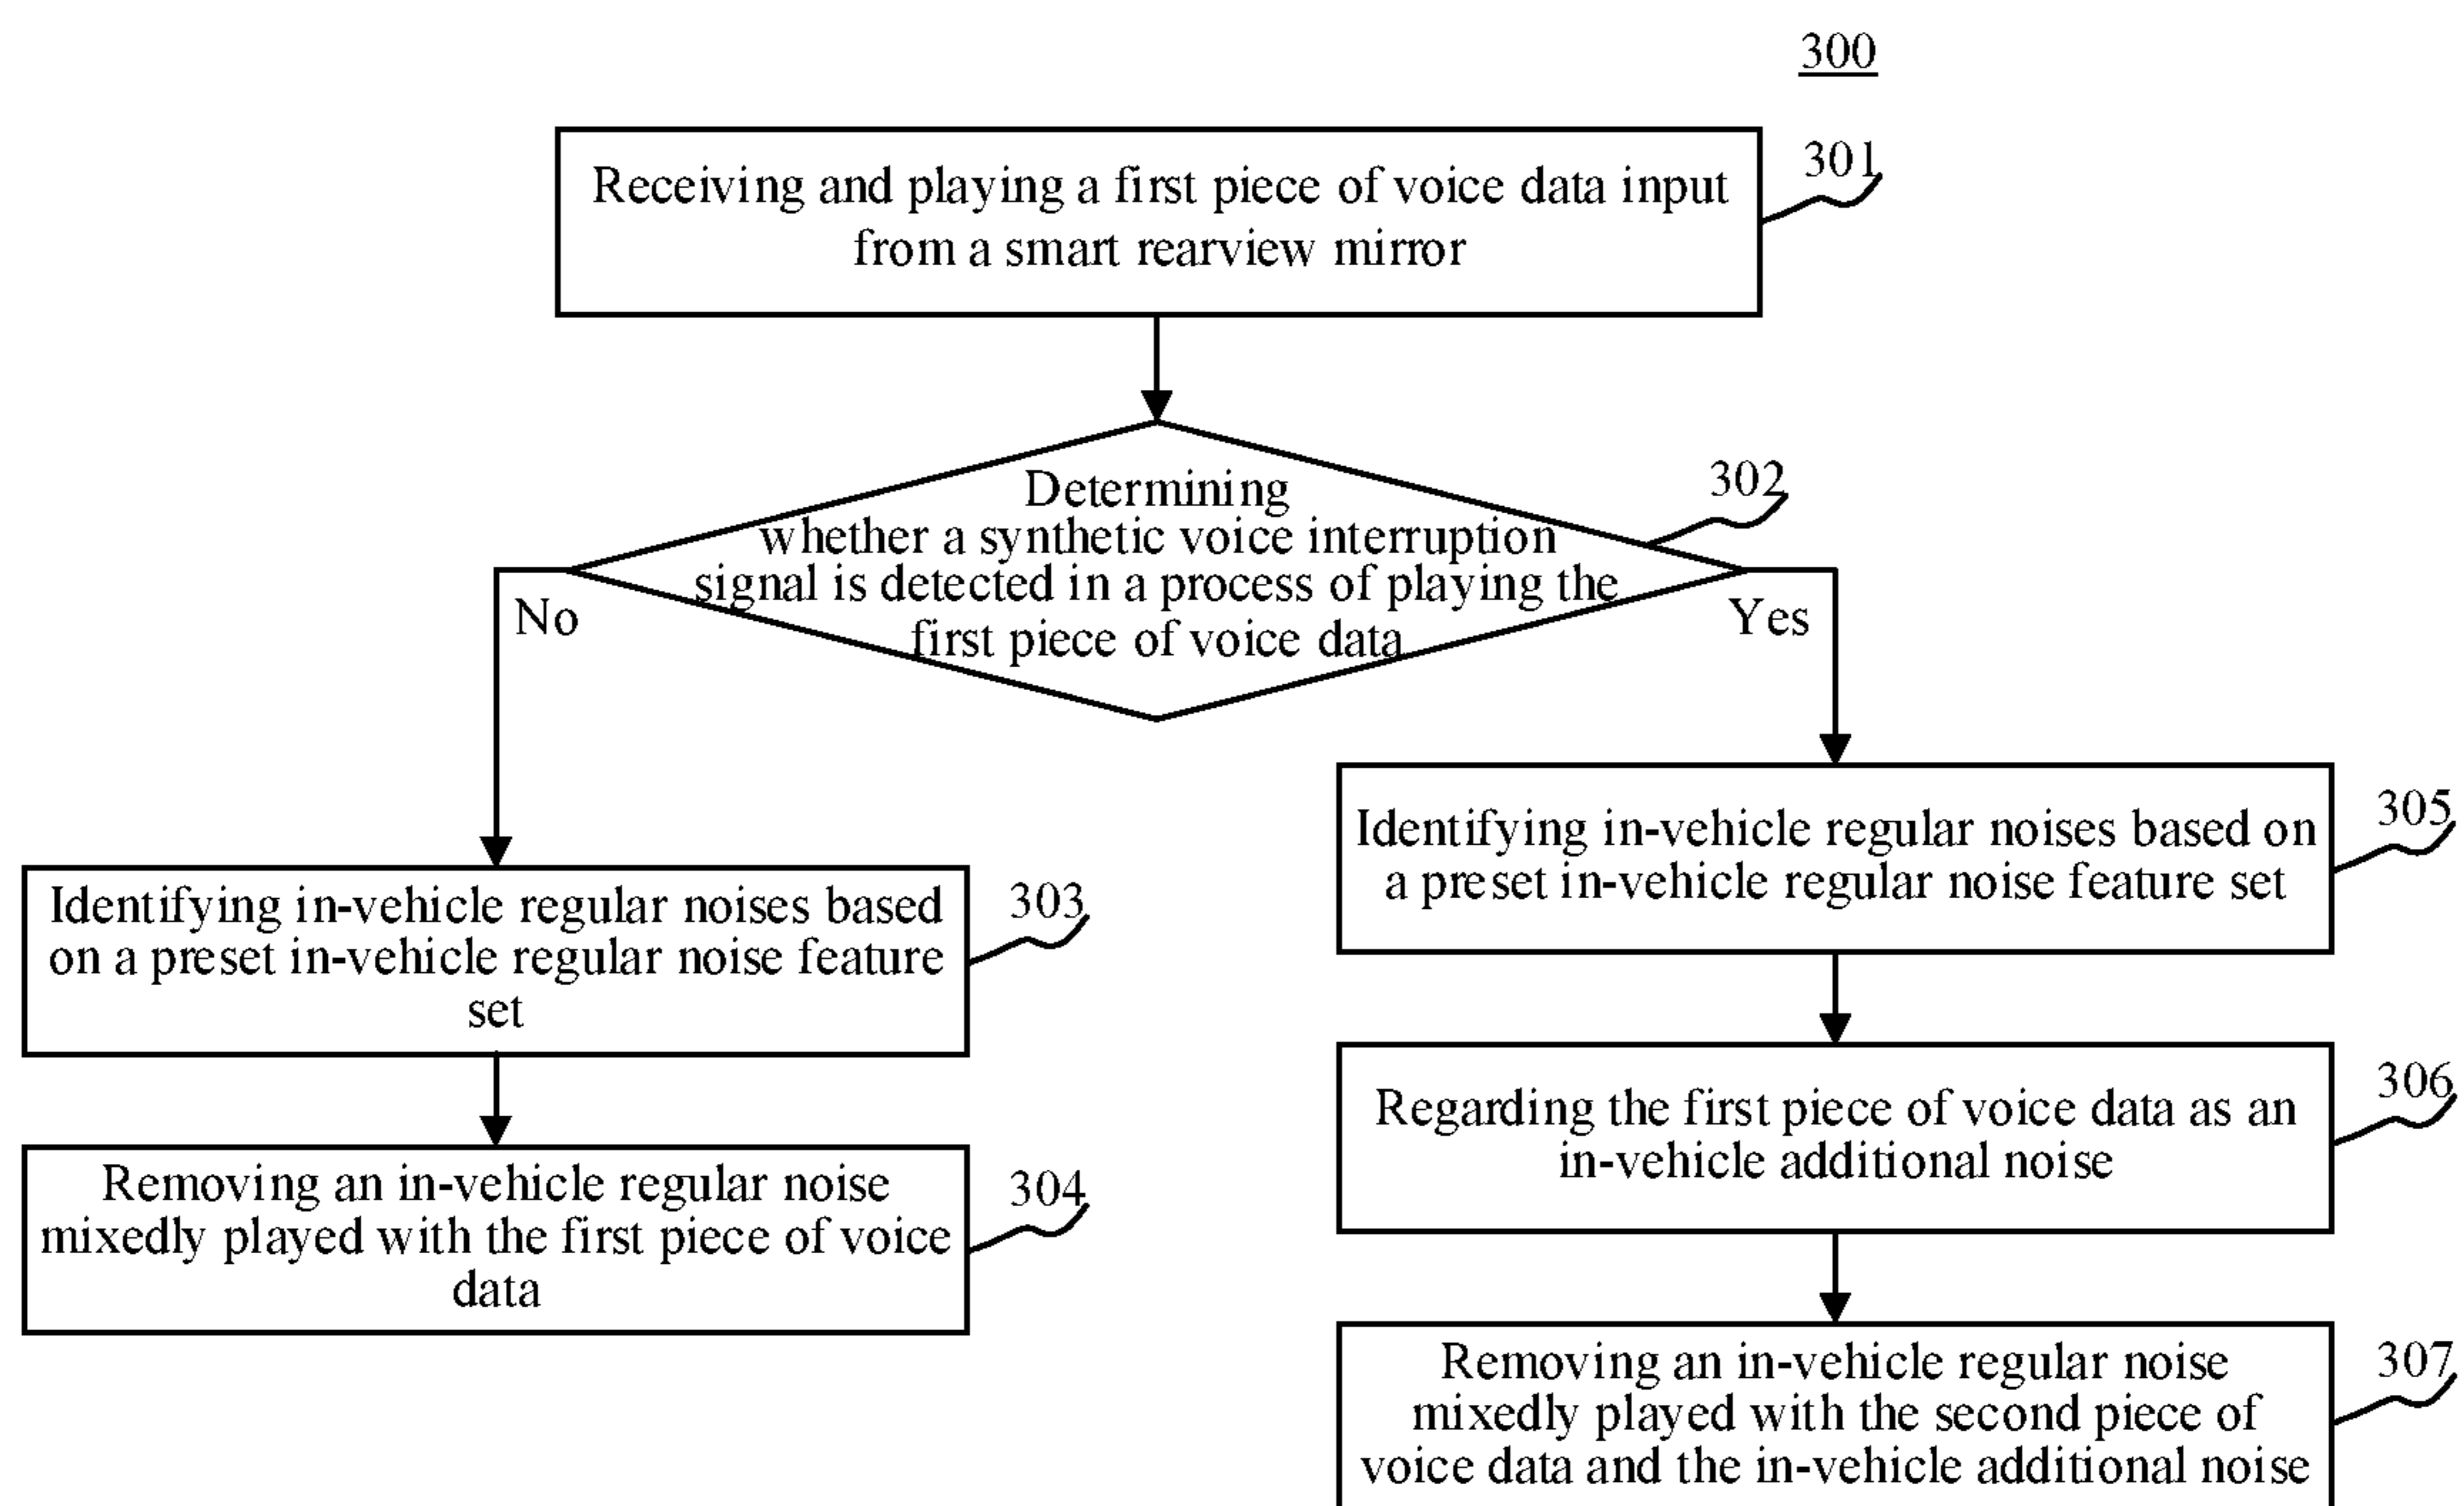 300
Receiving and playing a first piece of voice data input
from a smart rearview mirror
301
Determining
whether a synthetic voice interruption
signal is detected in a process of playing the
first piece of voice data
302
No
Yes
Identifying in-vehicle regular noises based
on a preset in-vehicle regular noise feature
set
303
Removing an in-vehicle regular noise
mixedly played with the first piece of voice
data
304
Identifying in-vehicle regular noises based on
a preset in-vehicle regular noise feature set
305
Regarding the first piece of voice data as an
in-vehicle additional noise
306
Removing an in-vehicle regular noise
mixedly played with the second piece of
voice data and the in-vehicle additional noise
307